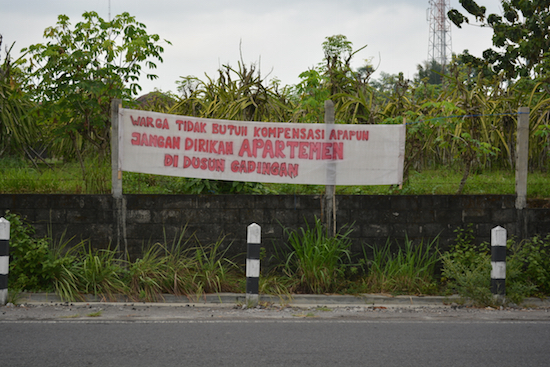 WARGA TIDAK BUTUH KOMPENSASI APAPUN
JANGAN DIRIKAN APARTEMEN
DI DUSUN GADINGAN